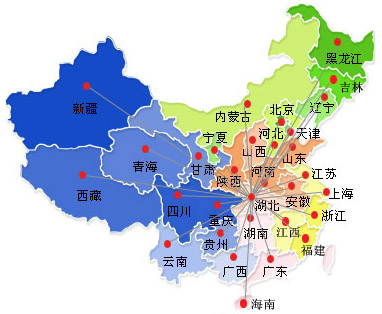 黑龙江
吉林
新疆
辽宁
内蒙古
北京
天津
河北
宁夏
山西
山东
青海
甘肃
河南
陕西
江苏
西藏
上海
四川
湖北
安徽
重庆
浙江
江西
湖南
贵州
福建
云南
广西
广东
海南